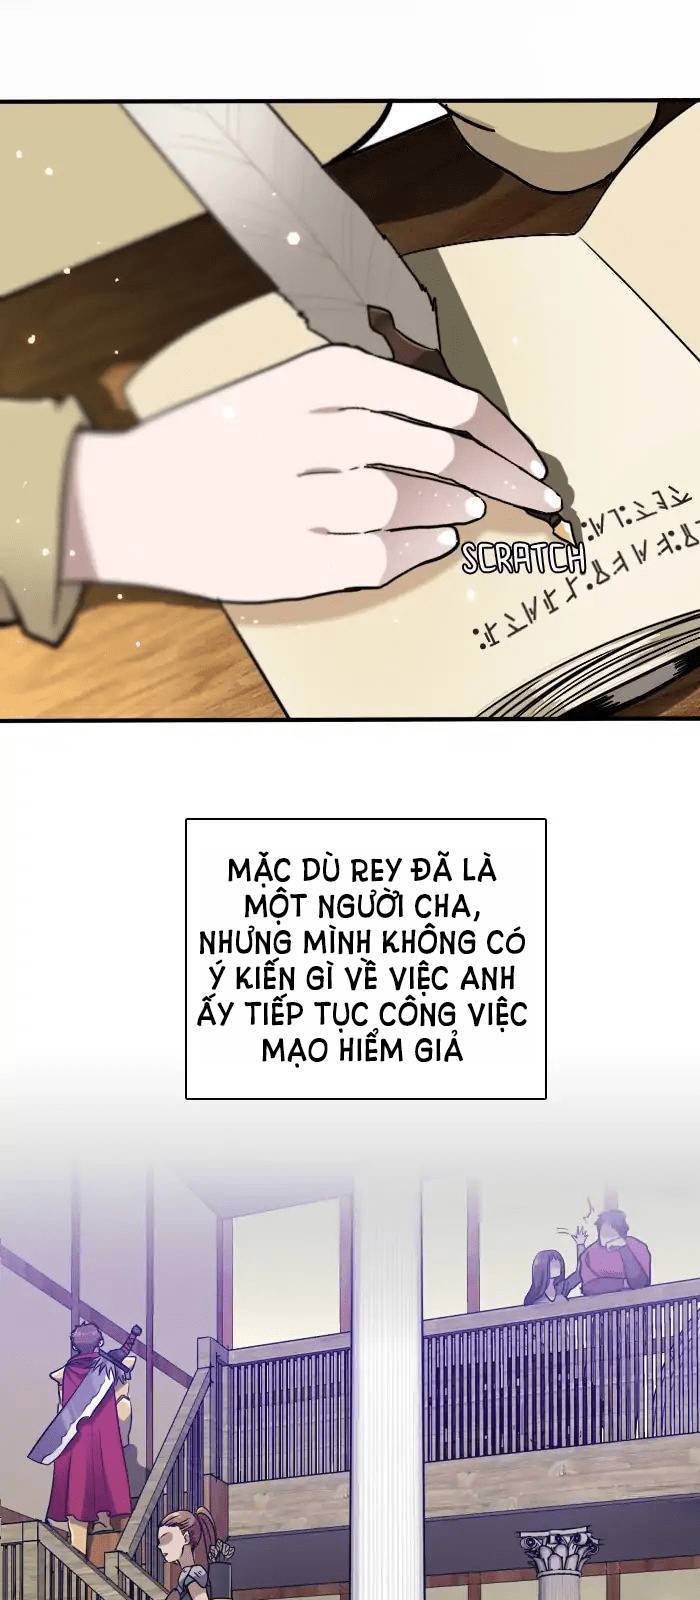 SCRATCH
MẶC DÙ REY ĐÃ LÀ
MỘT NGƯỜI CHA,
NHƯNG MÌNH KHÔNG CÓ
Ý KIẾN GÌ VỀ VIỆC ANH
ẤY TIẾP TỤC CÔNG VIỆC
MẠO HIỂM GIẢ